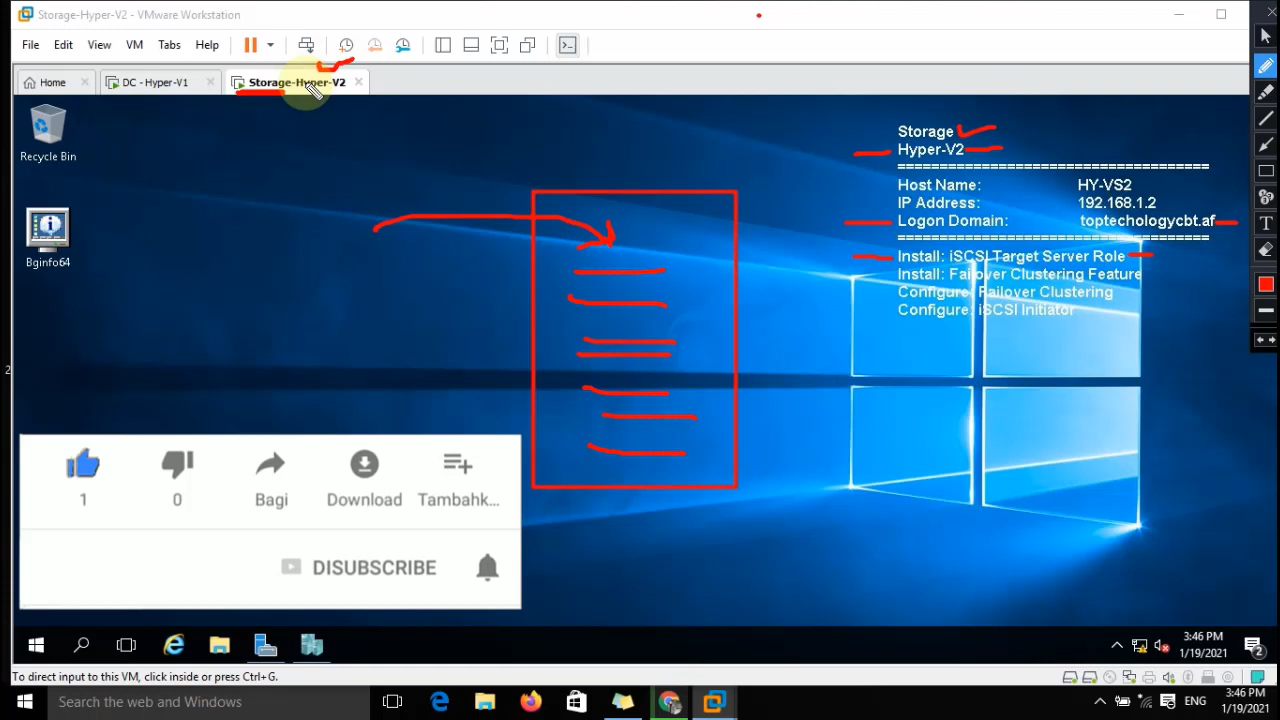 Storage-Hyper-V2 - VMware Workstation
File Edit View VM Tabs Help
Home DC - Hyper-V1 Storage-Hyper-V2
Recycle Bin
Bginfo64
Storage
Hyper-V2
====================================
Host Name: HY-VS2
IP Address: 192.168.1.2
Logon Domain: toptechologycbt.af
====================================
Install: iSCSI Target Server Role
Install: Failover Clustering Feature
Configure: Failover Clustering
Configure: iSCSI Initiator
2
1 0 Bagi Download Tambahk...
DISUBSCRIBE
3:46 PM
1/19/2021
2
To direct input to this VM, click inside or press Ctrl+G.
Search the web and Windows
ENG
3:46 PM
1/19/2021